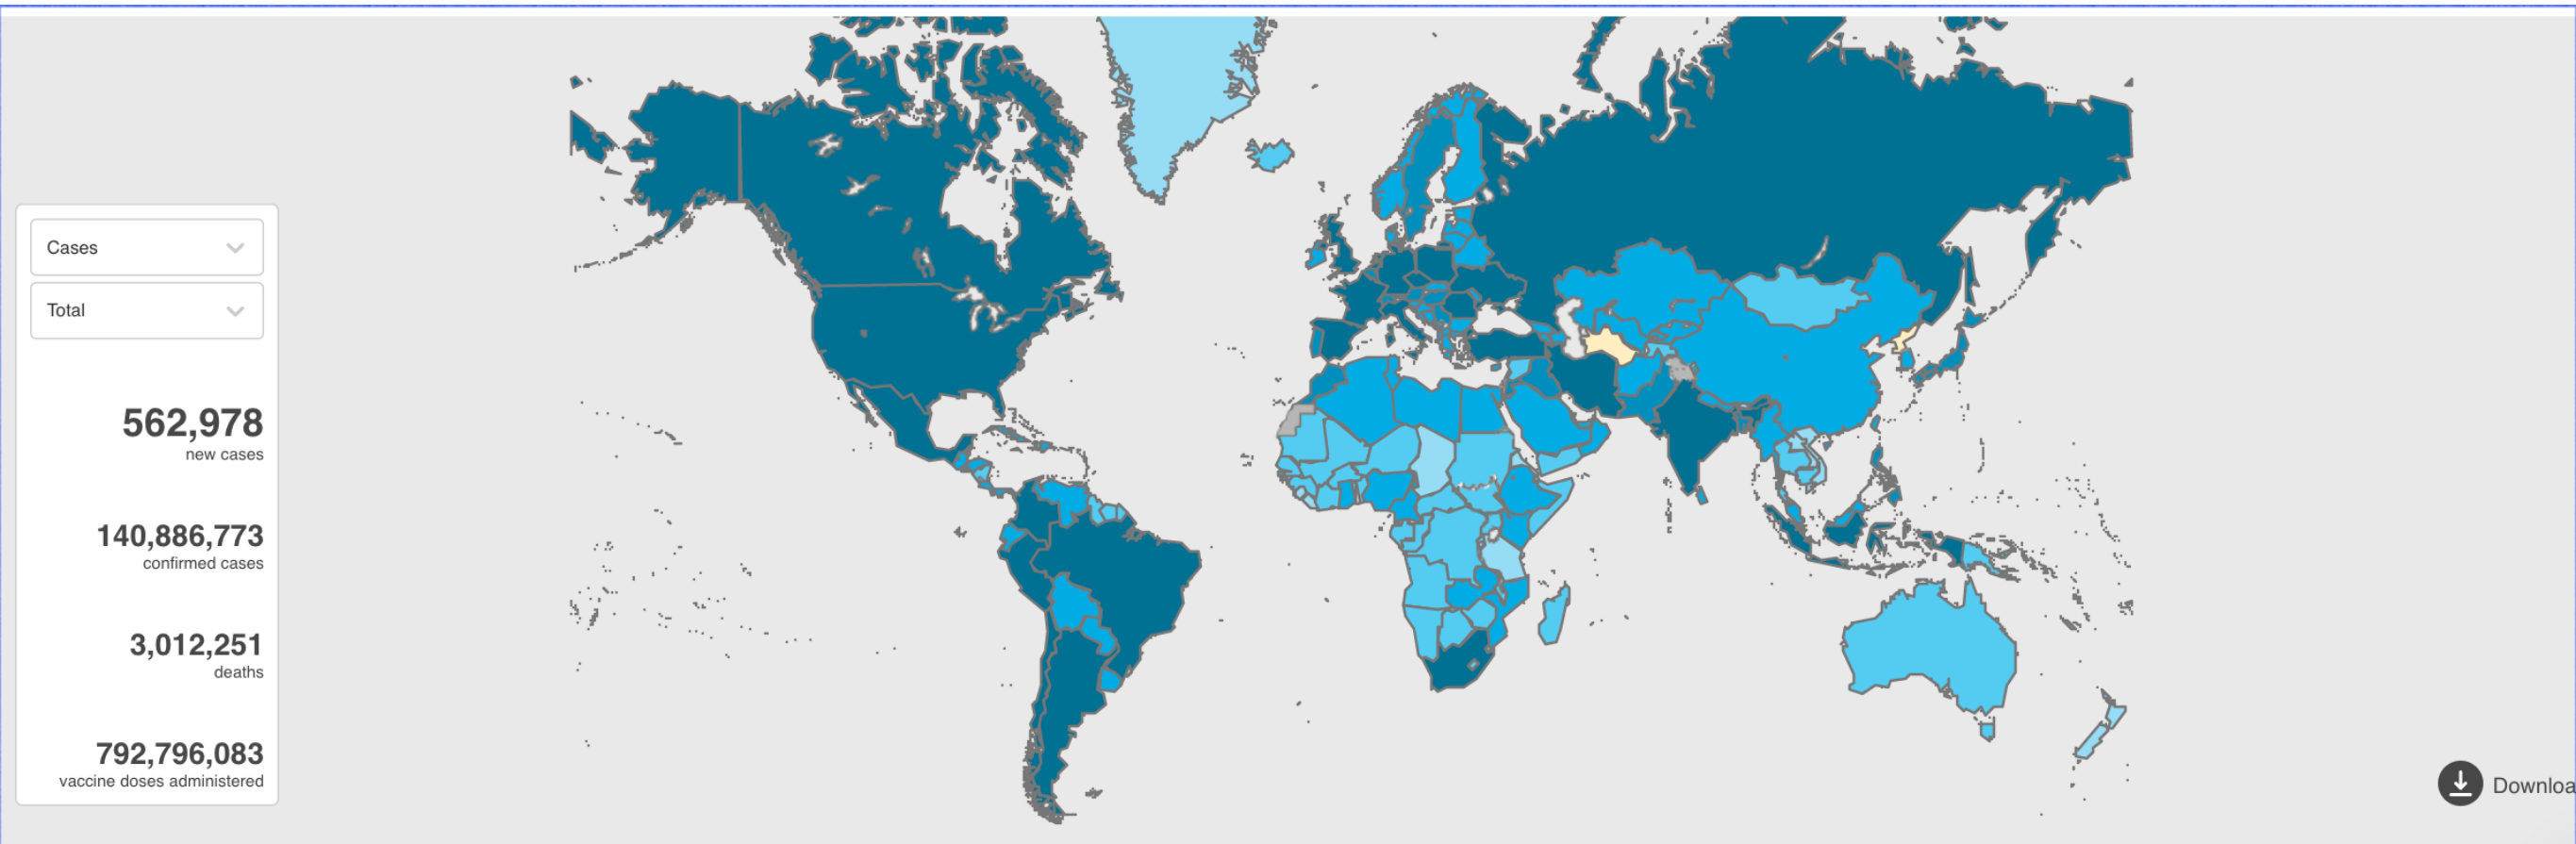 Cases
Total
562,978
new cases
140,886,773
confirmed cases
3,012,251
deaths
792,796,083
vaccine doses administered
Downloa